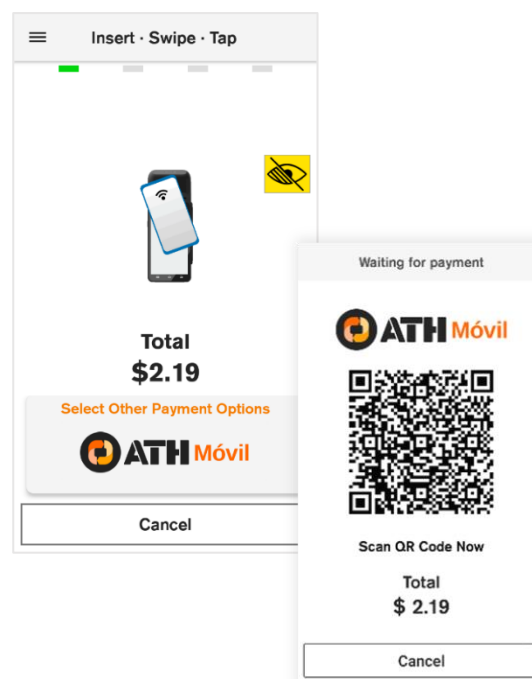 Insert · Swipe · Tap
Total
$2.19
Select Other Payment Options
ATH Móvil
Cancel
Waiting for payment
ATH Móvil
Scan QR Code Now
Total
$ 2.19
Cancel